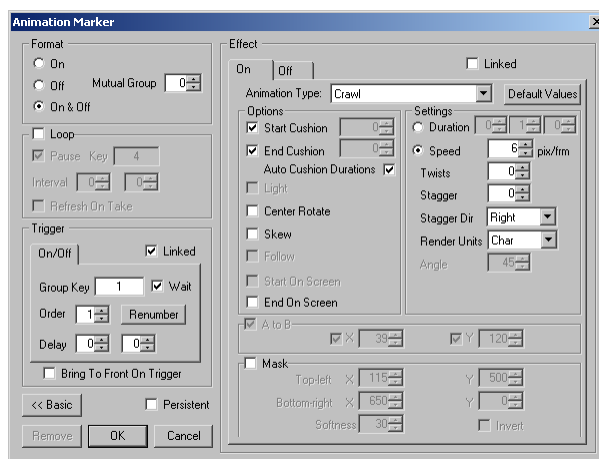 Animation Marker
Format
On
Off
Mutual Group 0
On & Off
Loop
Pause Key 4
Interval 0 0
Refresh On Take
Trigger
On/Off
Linked
Group Key 1 Wait
Order 1 Renumber
Delay 0 0
Bring To Front On Trigger
<< Basic
Persistent
Remove OK Cancel
Effect
On Off
Linked
Animation Type: Crawl Default Values
Options
Start Cushion 0
End Cushion 0
Auto Cushion Durations
Light
Center Rotate
Skew
Follow
Start On Screen
End On Screen
Settings
Duration 0 1 0
Speed 6 pix/frm
Twists 0
Stagger 0
Stagger Dir Right
Render Units Char
Angle 45
A to B
X 39 Y 120
Mask
Top-left X 115 Y 500
Bottom-right X 650 Y 0
Softness 30 Invert